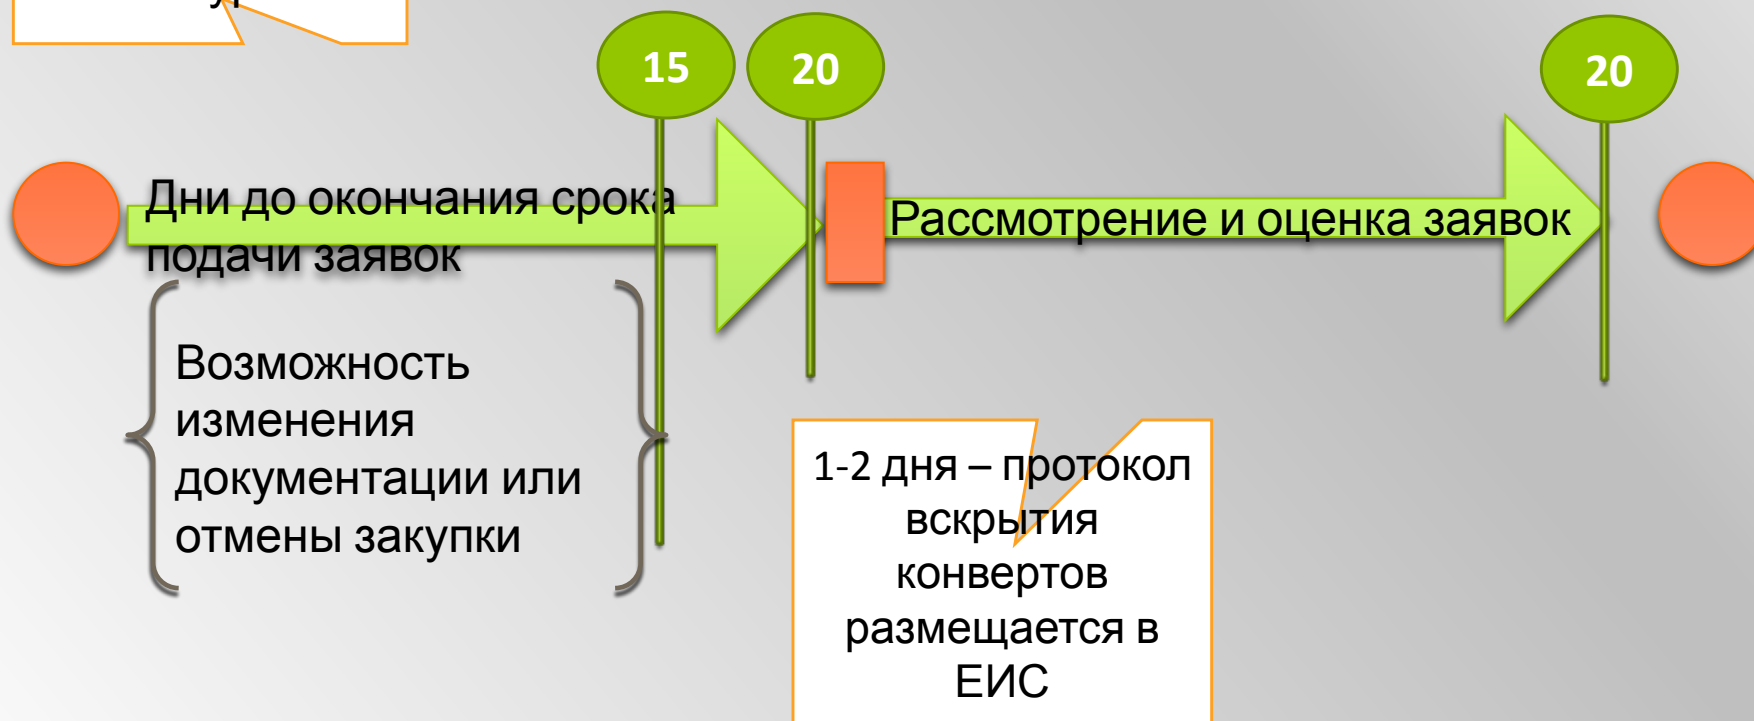 15
20
20
Дни до окончания срока
подачи заявок
Рассмотрение и оценка заявок
Возможность
изменения
документации или
отмены закупки
1-2 дня – протокол
вскрытия
конвертов
размещается в
ЕИС